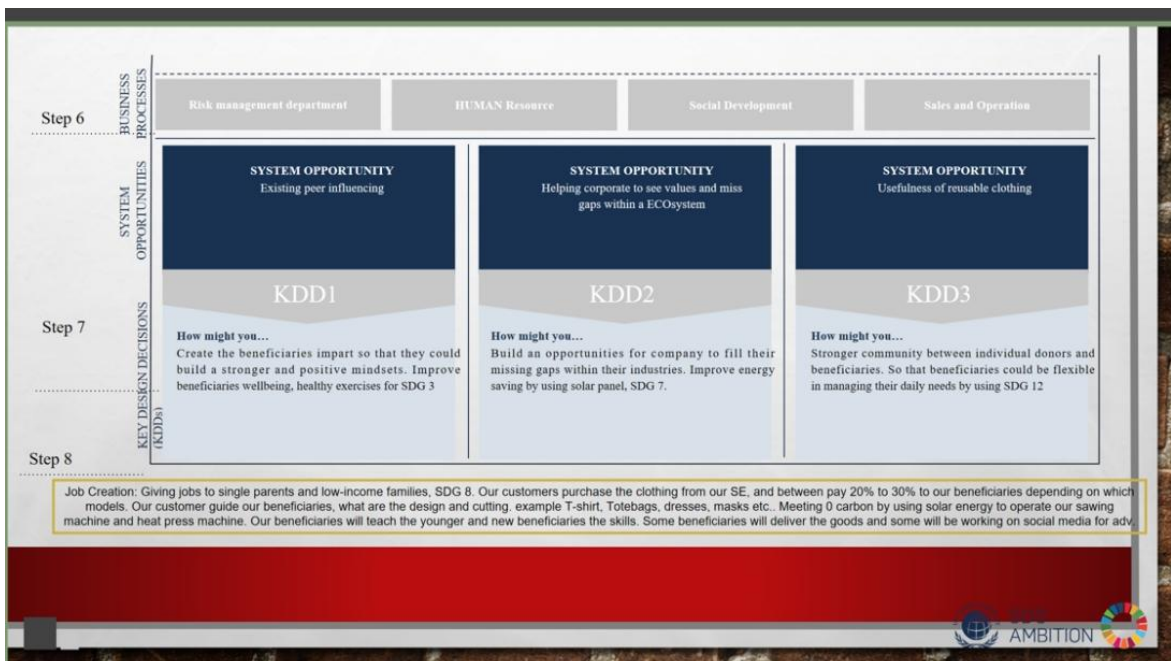 Step 6
BUSINESS
PROCESSES
Risk management department
HUMAN Resource
Social Development
Sales and Operation
SYSTEM
OPPORTUNITIES
SYSTEM OPPORTUNITY
Existing peer influencing
SYSTEM OPPORTUNITY
Helping corporate to see values and miss
gaps within a ECOsystem
SYSTEM OPPORTUNITY
Usefulness of reusable clothing
Step 7
KEY DESIGN DECISIONS
(KDDs)
KDD1
How might you...
Create the beneficiaries impart so that they could
build a stronger and positive mindsets. Improve
beneficiaries wellbeing, healthy exercises for SDG 3
KDD2
How might you...
Build an opportunities for company to fill their
missing gaps within their industries. Improve energy
saving by using solar panel, SDG 7.
KDD3
How might you...
Stronger community between individual donors and
beneficiaries. So that beneficiaries could be flexible
in managing their daily needs by using SDG 12
Step 8
Job Creation: Giving jobs to single parents and low-income families, SDG 8. Our customers purchase the clothing from our SE, and between pay 20% to 30% to our beneficiaries depending on which
models. Our customer guide our beneficiaries, what are the design and cutting. example T-shirt, Totebags, dresses, masks etc.. Meeting 0 carbon by using solar energy to operate our sawing
machine and heat press machine. Our beneficiaries will teach the younger and new beneficiaries the skills. Some beneficiaries will deliver the goods and some will be working on social media for adv.
SDG
AMBITION